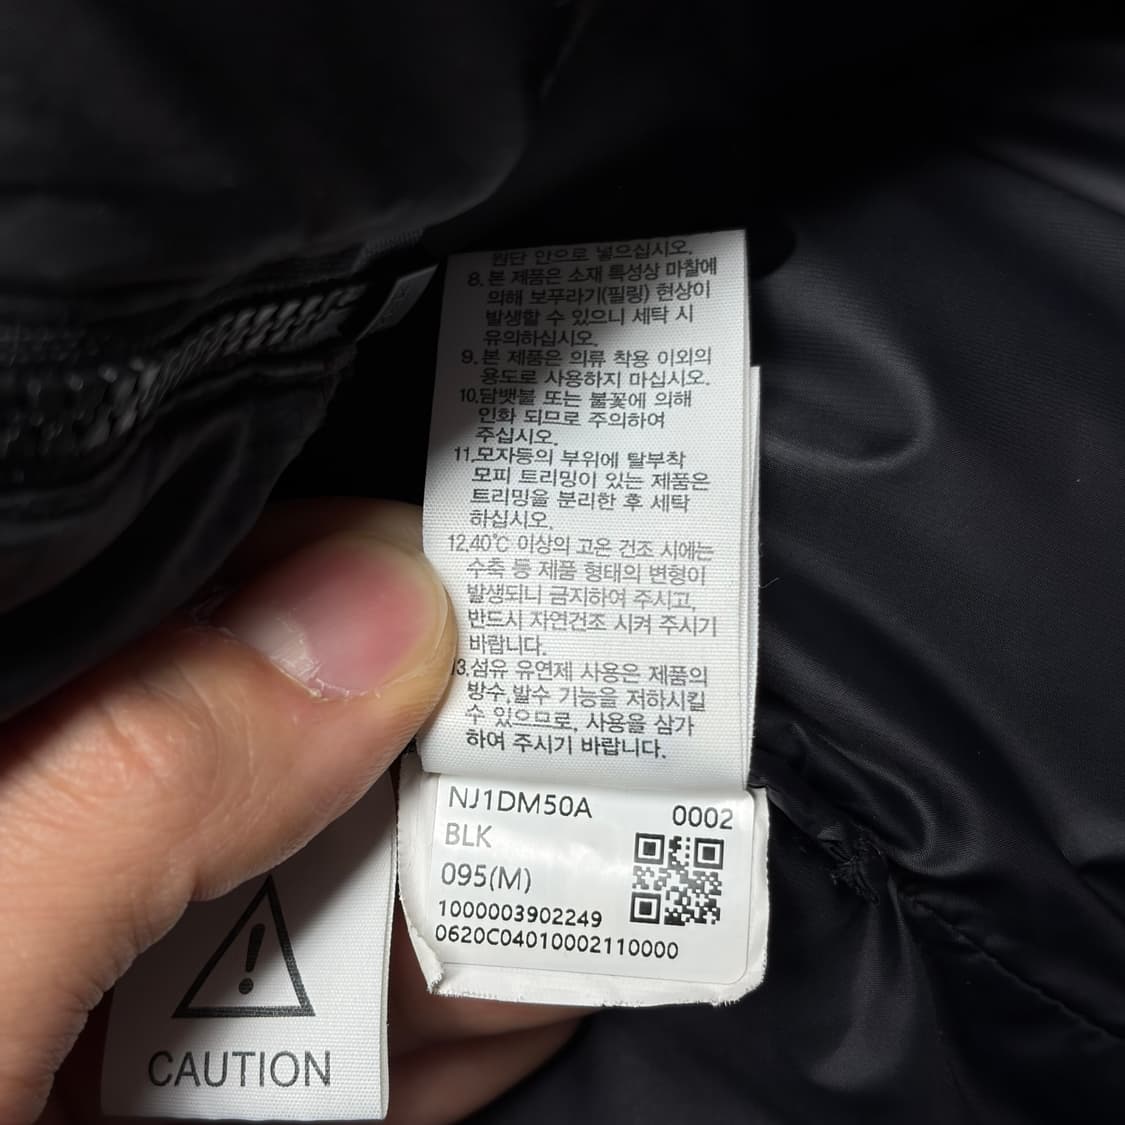 원단 안으로 넣으십시오.
8.본 제품은 소재 특성상 마찰에
의해 보푸라기(필링) 현상이
발생할 수 있으니 세탁 시
유의하십시오.
9.본 제품은 의류 착용 이외의
용도로 사용하지 마십시오.
10.담뱃불 또는 불꽃에 의해
인화 되므로 주의하여
주십시오.
11.모자등의 부위에 탈부착
모피 트리밍이 있는 제품은
트리밍을 분리한 후 세탁
하십시오.
12.40℃ 이상의 고온 건조 시에는
수축 등 제품 형태의 변형이
발생되니 금지하여 주시고,
반드시 자연건조 시켜 주시기
바랍니다.
13.섬유 유연제 사용은 제품의
방수,발수 기능을 저하시킬
수 있으므로, 사용을 삼가
하여 주시기 바랍니다.
NJ1DM50A 0002
BLK
095(M)
1000003902249
0620C04010002110000
CAUTION